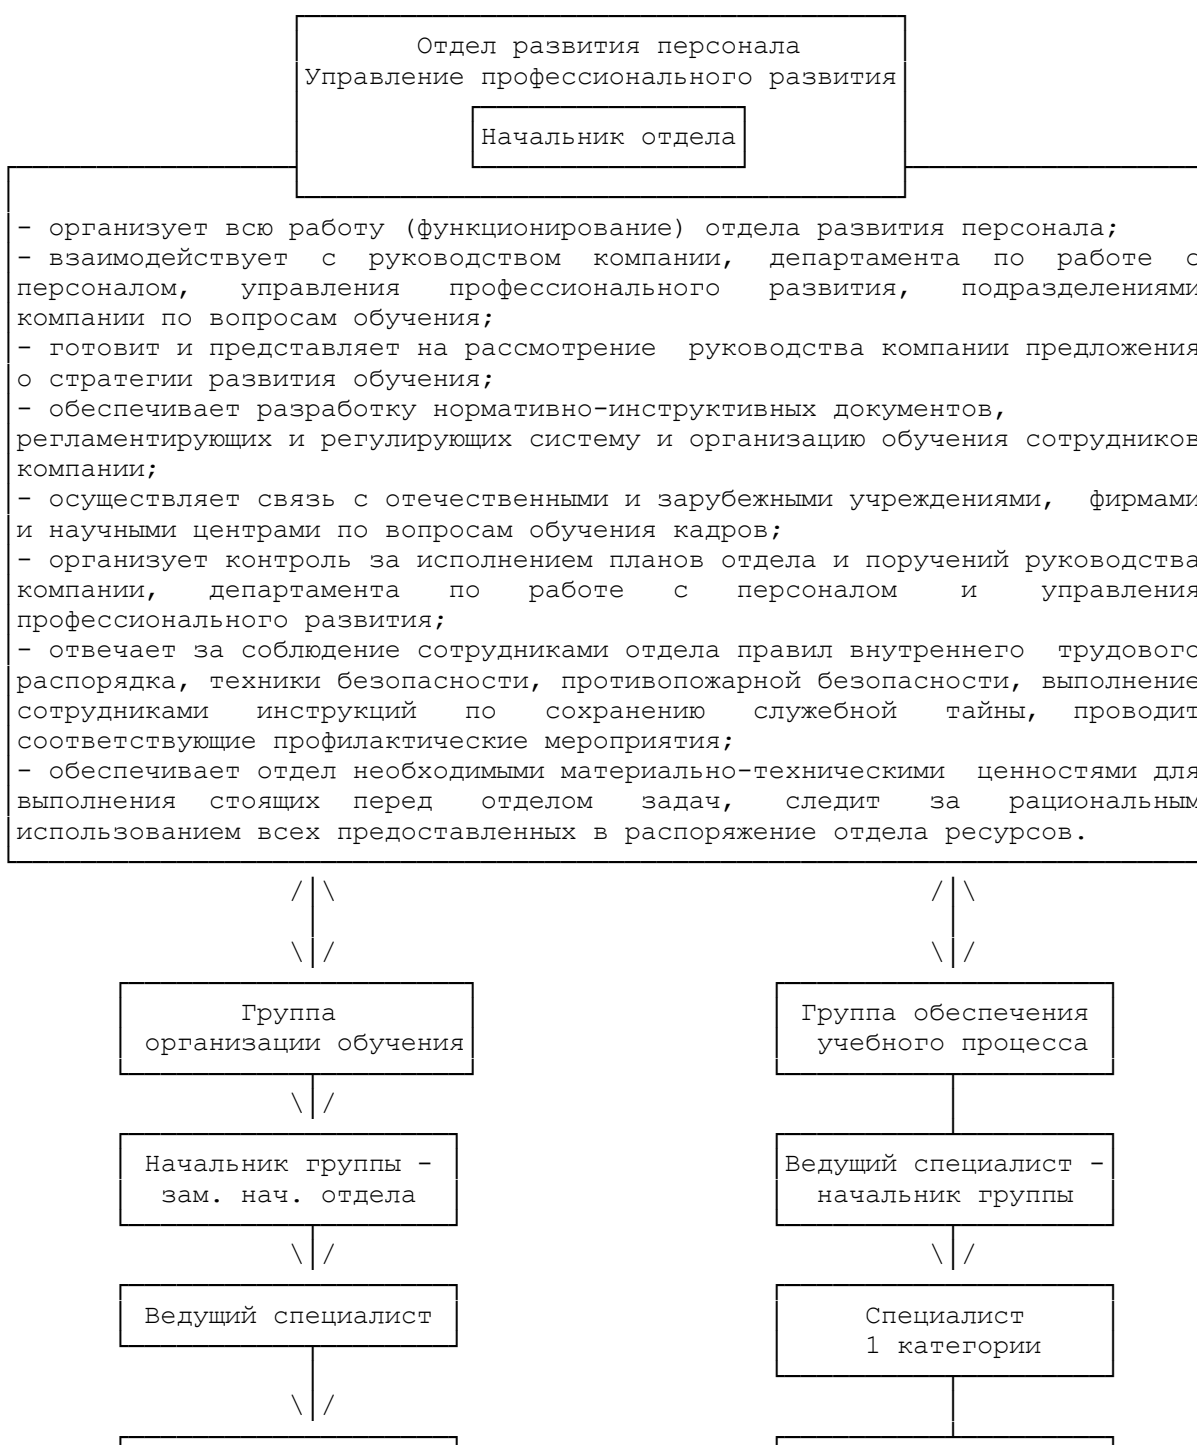 Отдел развития персонала
Управление профессионального развития
Начальник отдела
- организует всю работу (функционирование) отдела развития персонала;
- взаимодействует с руководством компании, департамента по работе с
персоналом, управления профессионального развития, подразделениями
компании по вопросам обучения;
- готовит и представляет на рассмотрение руководства компании предложения
о стратегии развития обучения;
- обеспечивает разработку нормативно-инструктивных документов,
регламентирующих и регулирующих систему и организацию обучения сотрудников
компании;
- осуществляет связь с отечественными и зарубежными учреждениями, фирмами
и научными центрами по вопросам обучения кадров;
- организует контроль за исполнением планов отдела и поручений руководства
компании, департамента по работе с персоналом и управления
профессионального развития;
- отвечает за соблюдение сотрудниками отдела правил внутреннего трудового
распорядка, техники безопасности, противопожарной безопасности, выполнение
сотрудниками инструкций по сохранению служебной тайны, проводит
соответствующие профилактические мероприятия;
- обеспечивает отдел необходимыми материально-техническими ценностями для
выполнения стоящих перед отделом задач, следит за рациональным
использованием всех предоставленных в распоряжение отдела ресурсов.
Группа
организации обучения
Группа обеспечения
учебного процесса
Начальник группы -
зам. нач. отдела
Ведущий специалист -
начальник группы
Ведущий специалист
Специалист
1 категории